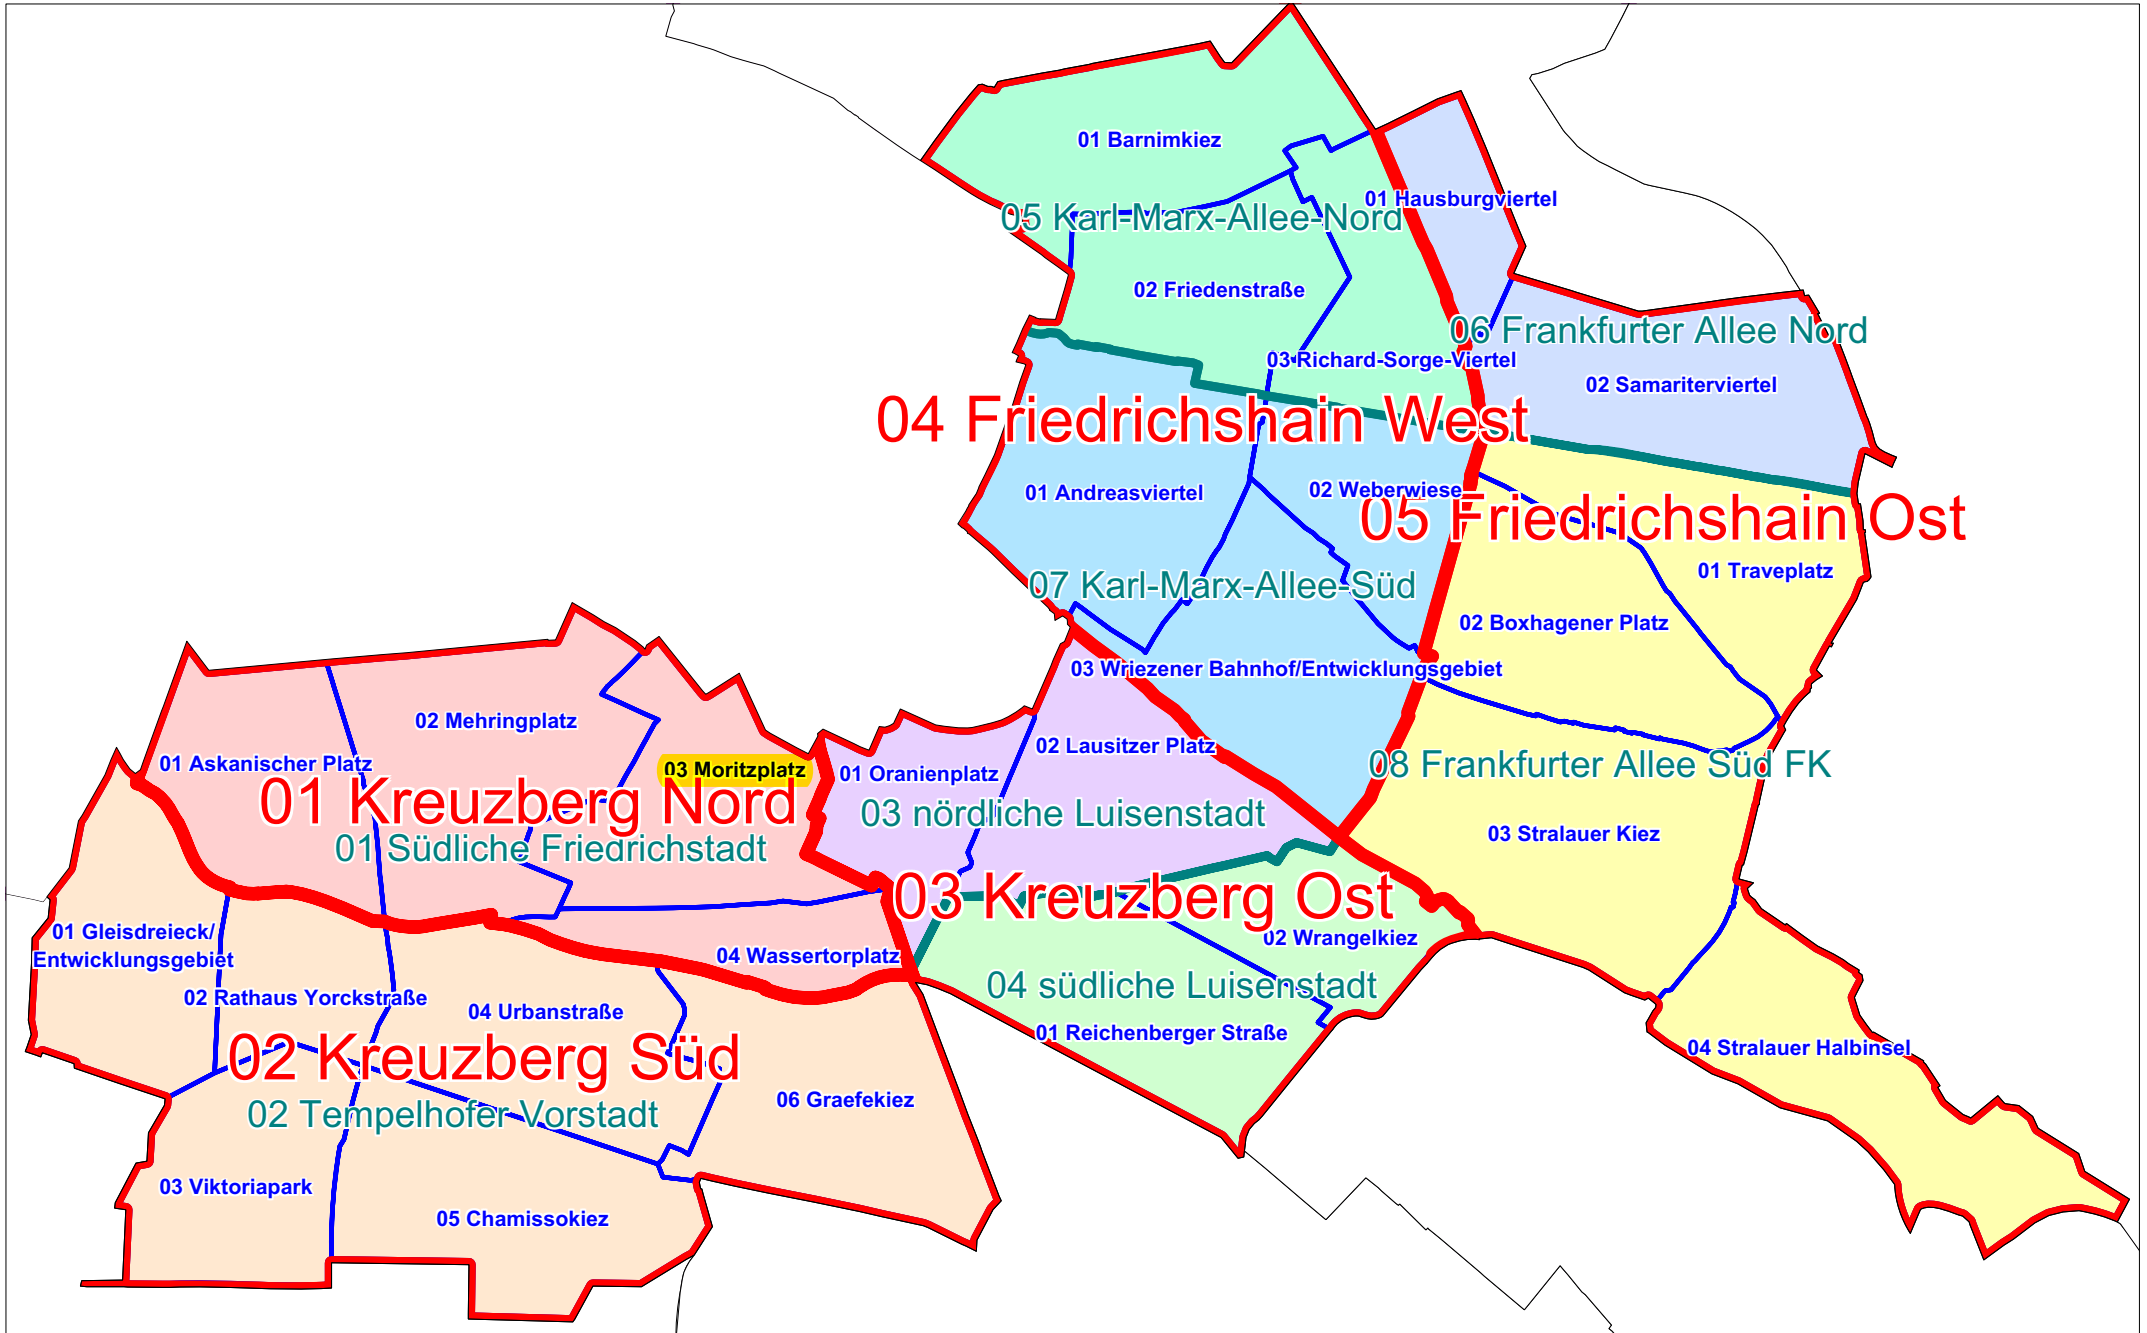 01 Barnimkiez
01 Hausburgviertel
05 Karl-Marx-Allee-Nord
02 Friedenstraße
06 Frankfurter Allee Nord
03 Richard-Sorge-Viertel
02 Samariterviertel
04 Friedrichshain West
01 Andreasviertel
02 Weberwiese
05 Friedrichshain Ost
01 Traveplatz
07 Karl-Marx-Allee-Süd
02 Boxhagener Platz
03 Wriezener Bahnhof/Entwicklungsgebiet
02 Mehringplatz
02 Lausitzer Platz
01 Askanischer Platz
03 Moritzplatz
01 Oranienplatz
08 Frankfurter Allee Süd FK
01 Kreuzberg Nord
03 nördliche Luisenstadt
03 Stralauer Kiez
01 Südliche Friedrichstadt
03 Kreuzberg Ost
01 Gleisdreieck/
Entwicklungsgebiet
02 Wrangelkiez
04 Wassertorplatz
04 südliche Luisenstadt
02 Rathaus Yorckstraße
04 Urbanstraße
01 Reichenberger Straße
04 Stralauer Halbinsel
02 Kreuzberg Süd
06 Graefekiez
02 Tempelhofer Vorstadt
03 Viktoriapark
05 Chamissokiez